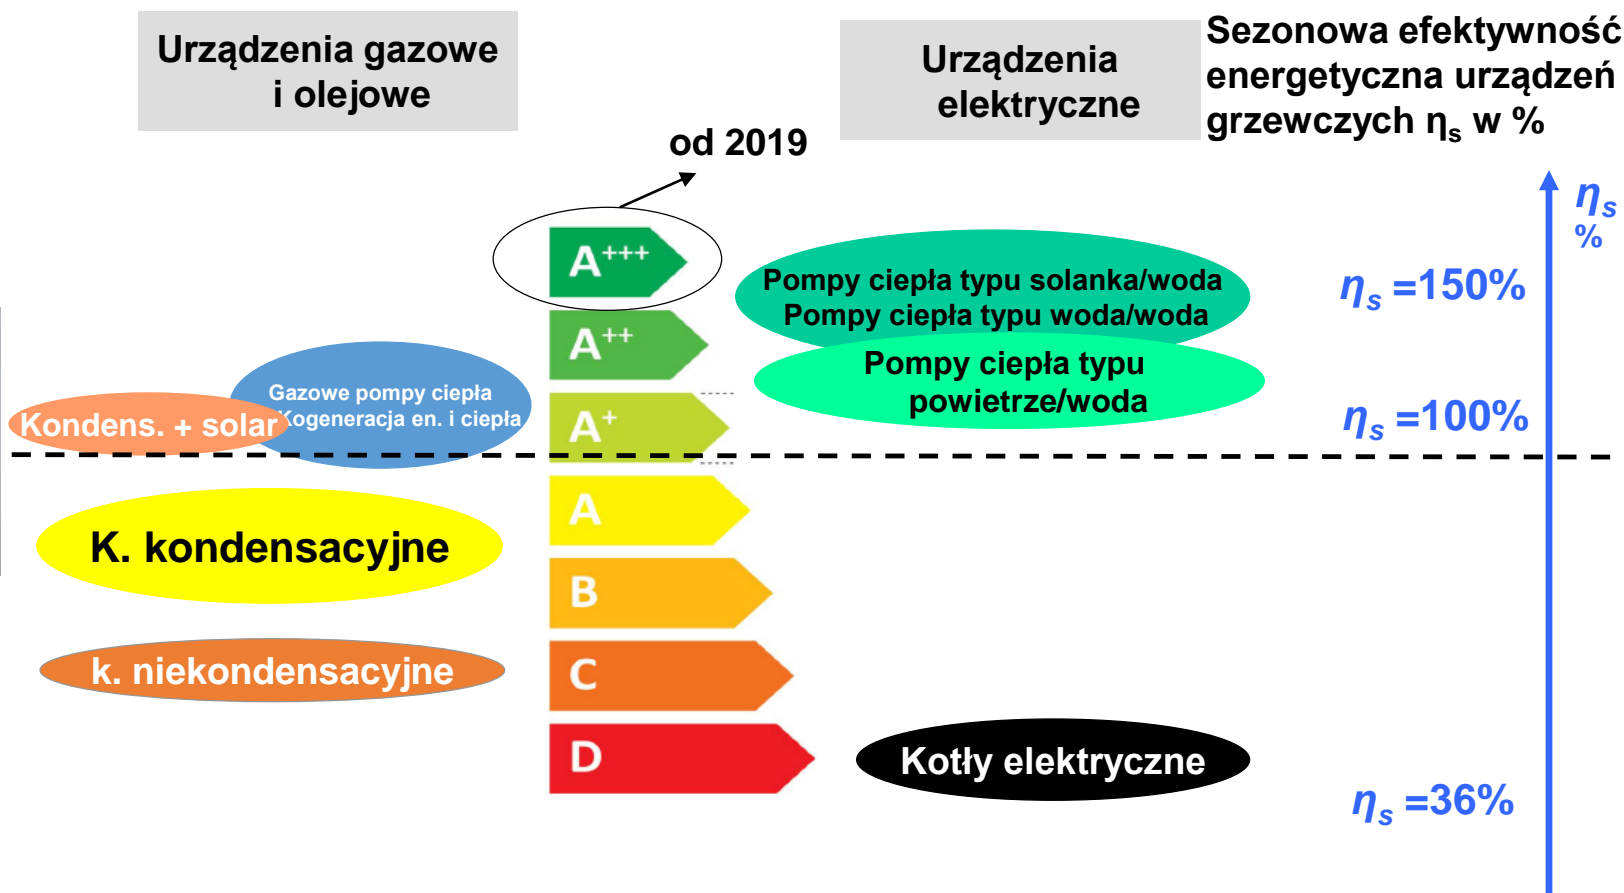 Urządzenia gazowe
i olejowe
Urządzenia
elektryczne
Sezonowa efektywność
energetyczna urządzeń
grzewczych ηs w %
od 2019
ηs
%
A+++
Pompy ciepła typu solanka/woda
Pompy ciepła typu woda/woda
ηs =150%
A++
Pompy ciepła typu
powietrze/woda
Gazowe pompy ciepła
Kogeneracja en. i ciepła
Kondens. + solar
A+
ηs =100%
A
K. kondensacyjne
B
k. niekondensacyjne
C
D
Kotły elektryczne
ηs =36%